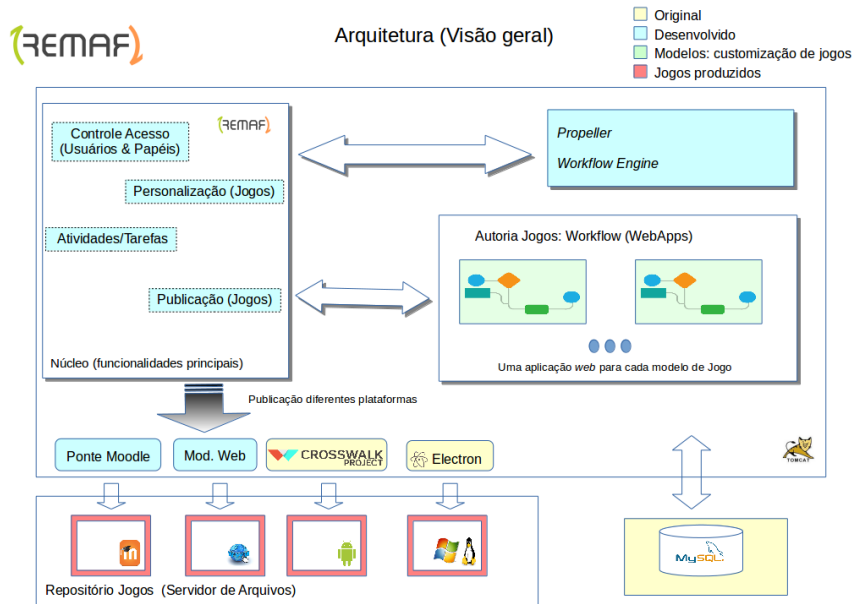 (REMAF)
Arquitetura (Visão geral)
Original
Desenvolvido
Modelos: customização de jogos
Jogos produzidos
Controle Acesso
(Usuários & Papéis)
(REMAF)
Personalização (Jogos)
Atividades/Tarefas
Publicação (Jogos)
Núcleo (funcionalidades principais)
Propeller
Workflow Engine
Autoria Jogos: Workflow (WebApps)
Uma aplicação web para cada modelo de Jogo
Publicação diferentes plataformas
Ponte Moodle
Mod. Web
CROSSWALK
PROJECT
Electron
TOMCAT
m
MySQL
Repositório Jogos (Servidor de Arquivos)